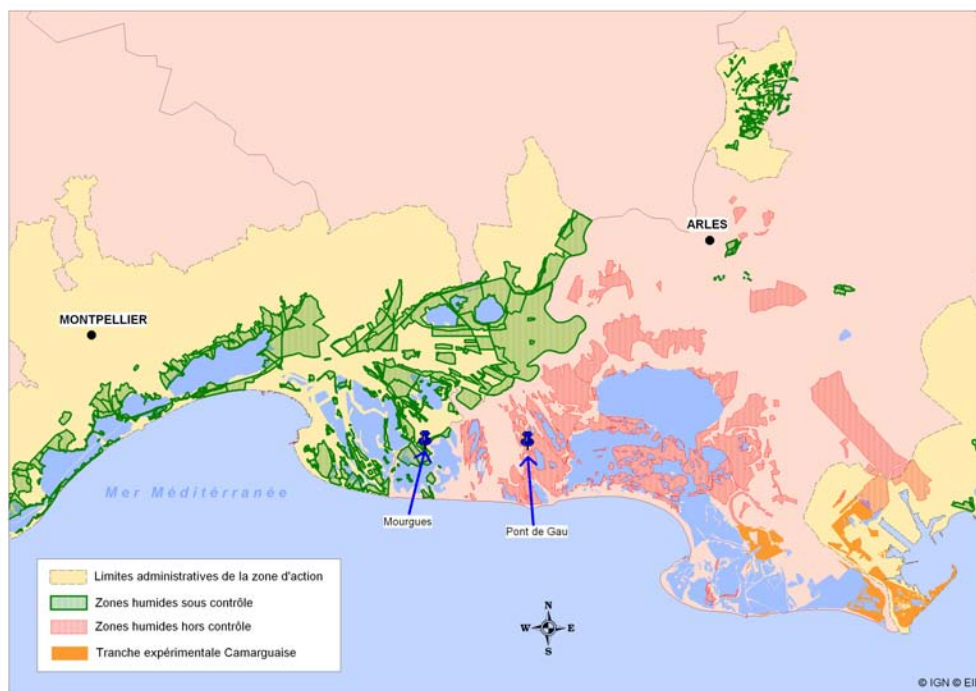 ARLES
MONTPELLIER
Mer Méditérranée
Mourgues
Pont de Gau
Limites administratives de la zone d'action
Zones humides sous contrôle
Zones humides hors contrôle
Tranche expérimentale Camarguaise
N
W E
S
© IGN ©